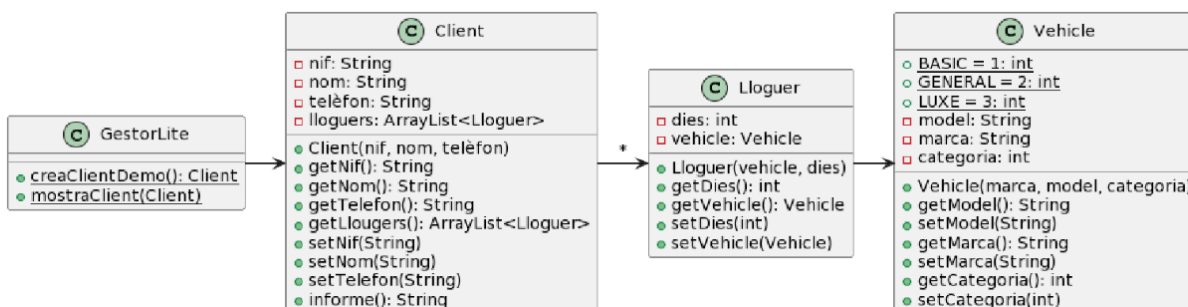 C GestorLite
creaClientDemo(): Client
mostraClient(Client)
C Client
nif: String
nom: String
telèfon: String
lloguers: ArrayList<Lloguer>
Client(nif, nom, telèfon)
getNif(): String
getNom(): String
getTelefon(): String
getLlougers(): ArrayList<Lloguer>
setNif(String)
setNom(String)
setTelefon(String)
informe(): String
*
C Lloguer
dies: int
vehicle: Vehicle
Lloguer(vehicle, dies)
getDies(): int
getVehicle(): Vehicle
setDies(int)
setVehicle(Vehicle)
C Vehicle
BASIC = 1: int
GENERAL = 2: int
LUXE = 3: int
model: String
marca: String
categoria: int
Vehicle(marca, model, categoria)
getModel(): String
setModel(String)
getMarca(): String
setMarca(String)
getCategoria(): int
setCategoria(int)